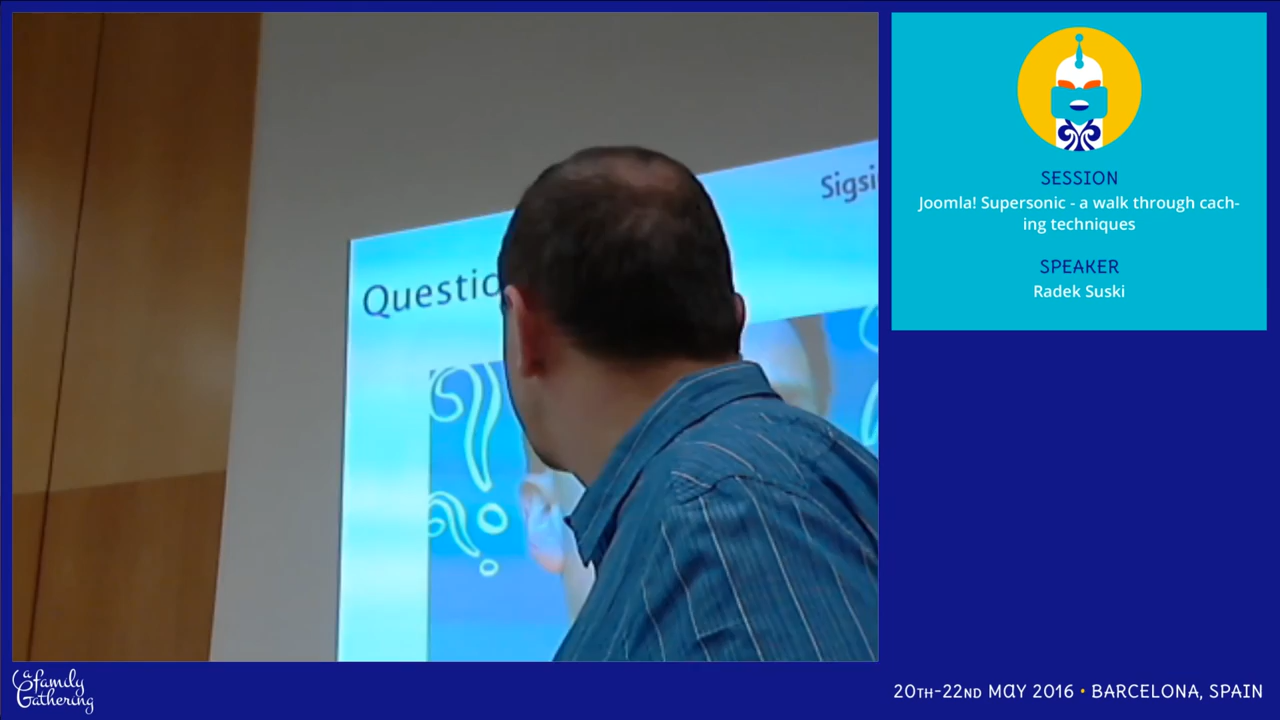 Sigsi
Questio
SESSION
Joomla! Supersonic - a walk through cach-
ing techniques
SPEAKER
Radek Suski
a family
Gathering
20TH-22ND MAY 2016 • BARCELONA, SPAIN